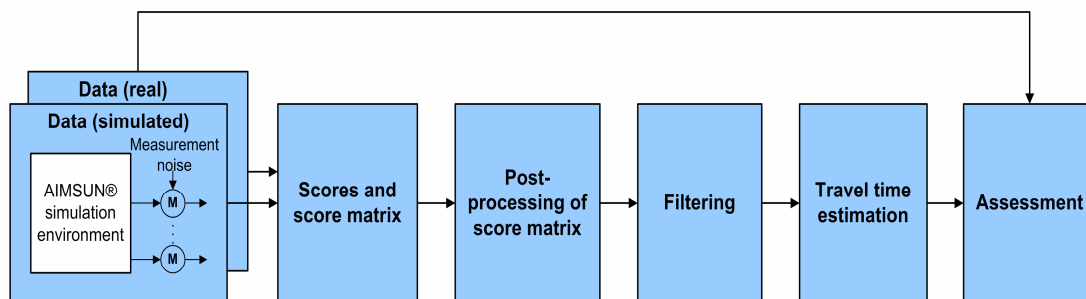 Data (real)
Data (simulated)
Measurement
noise
AIMSUN®
simulation
environment
M
M
Scores and
score matrix
Post-
processing of
score matrix
Filtering
Travel time
estimation
Assessment